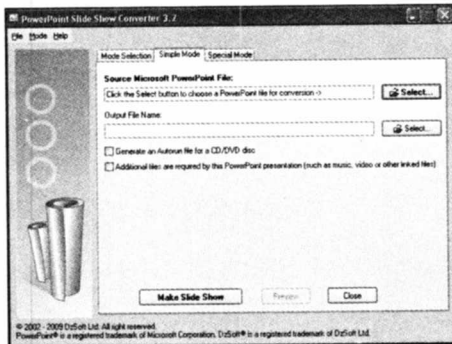 PowerPoint Slide Show Converter 3.2
File Mode Help
Mode Selection Simple Mode Special Mode
Source Microsoft PowerPoint File:
Click the Select button to choose a PowerPoint file for conversion -> Select...
Output File Name:
Select...
Generate an Autorun file for a CD/DVD disc
Additional files are required by this PowerPoint presentation (such as music, video or other linked files)
Make Slide Show Preview Close
© 2002 - 2009 DzSoft Ltd. All right reserved.
PowerPoint® is a registered trademark of Microsoft Corporation, DzSoft® is a registered trademark of DzSoft Ltd.